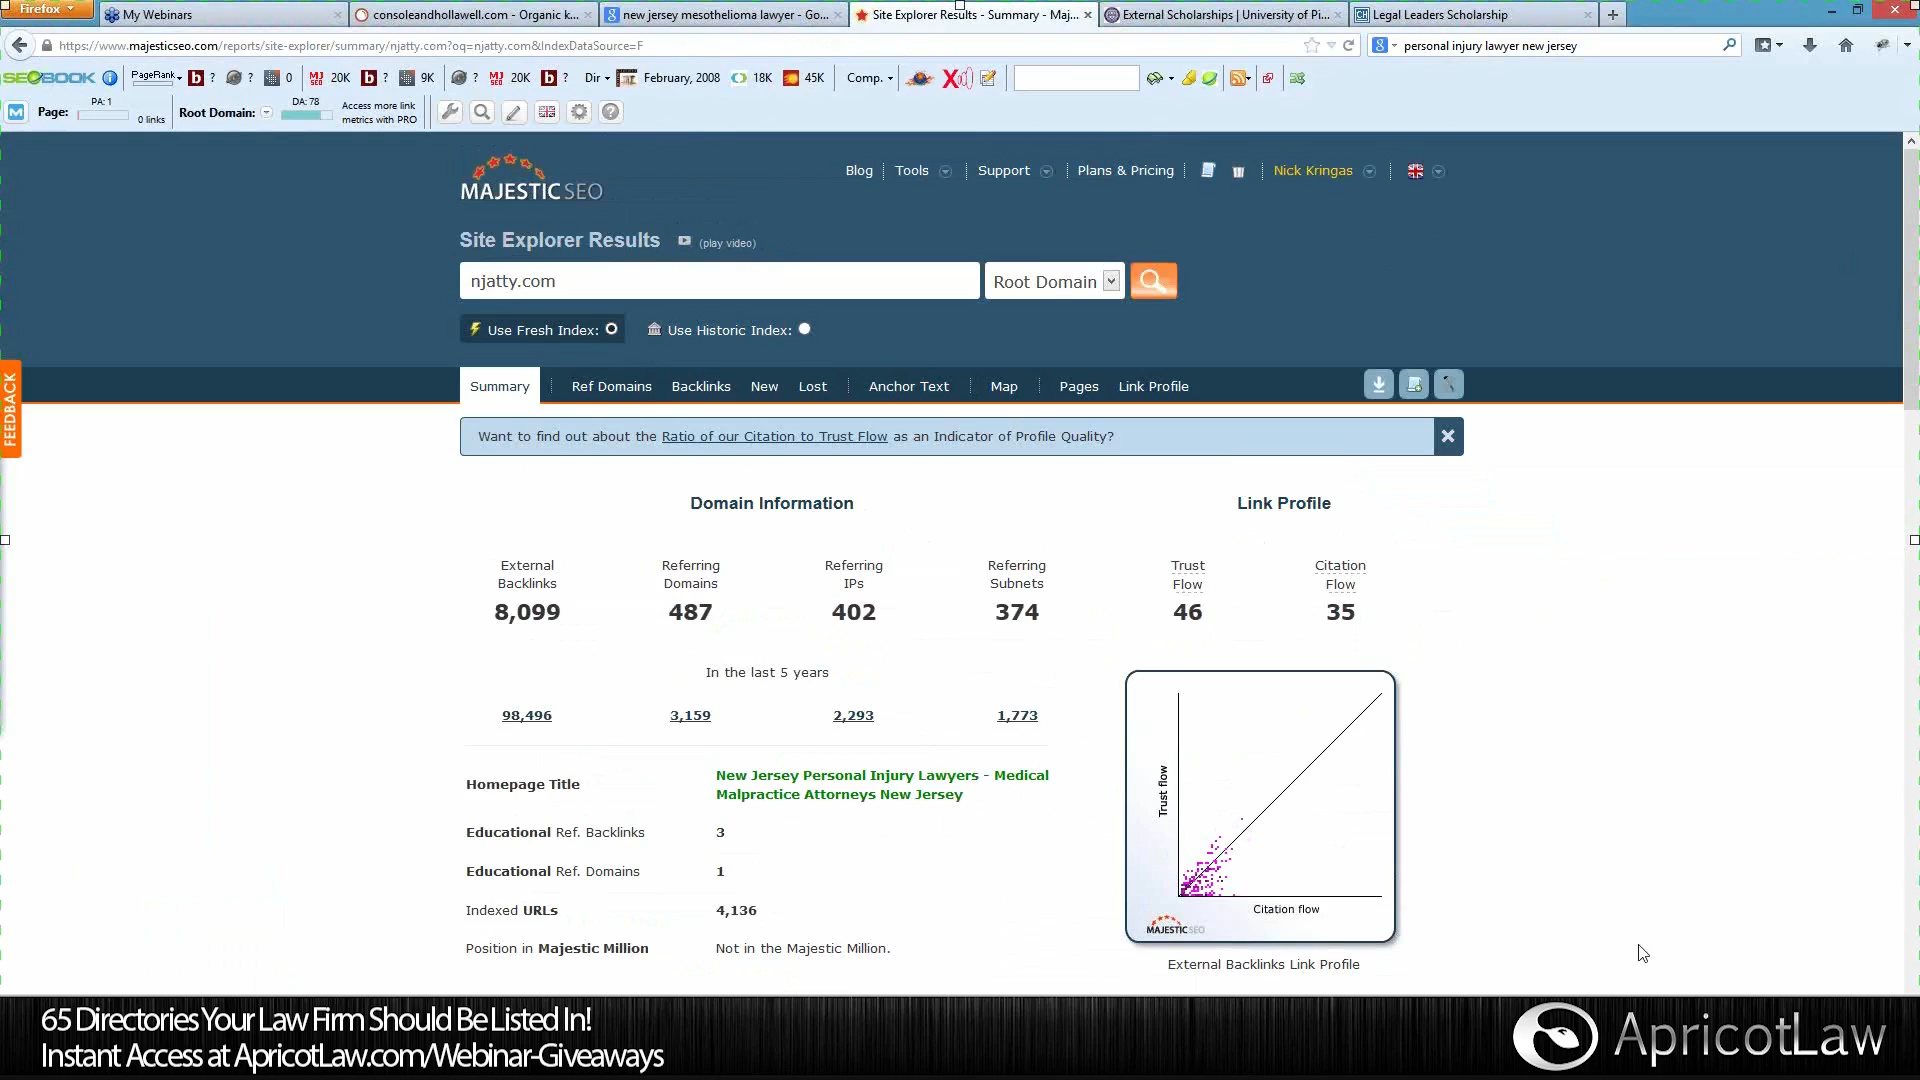 Firefox
My Webinars
consoleandhollawell.com - Organic k...
new jersey mesothelioma lawyer - Go...
Site Explorer Results - Summary - Maj...
External Scholarships | University of Pi...
Legal Leaders Scholarship
https://www.majesticseo.com/reports/site-explorer/summary/njatty.com?oq=njatty.com&IndexDataSource=F
personal injury lawyer new jersey
SEOBOOK
PageRank
? ? 0 20K ? 9K ? 20K ? Dir February, 2008 18K 45K Comp.
Page:
PA: 1
0 links
Root Domain:
DA: 78
Access more link
metrics with PRO
MAJESTIC SEO
Blog
Tools
Support
Plans & Pricing
Nick Kringas
Site Explorer Results (play video)
njatty.com
Root Domain
Use Fresh Index:
Use Historic Index:
FEEDBACK
Summary
Ref Domains
Backlinks
New
Lost
Anchor Text
Map
Pages
Link Profile
Want to find out about the Ratio of our Citation to Trust Flow as an Indicator of Profile Quality?
Domain Information
Link Profile
External
Backlinks
8,099
Referring
Domains
487
Referring
IPs
402
Referring
Subnets
374
Trust
Flow
46
Citation
Flow
35
In the last 5 years
98,496
3,159
2,293
1,773
Homepage Title
New Jersey Personal Injury Lawyers - Medical
Malpractice Attorneys New Jersey
Educational Ref. Backlinks 3
Educational Ref. Domains 1
Indexed URLs 4,136
Position in Majestic Million Not in the Majestic Million.
Trust flow
Citation flow
MAJESTIC SEO
External Backlinks Link Profile
65 Directories Your Law Firm Should Be Listed In!
Instant Access at ApricotLaw.com/Webinar-Giveaways
ApricotLaw